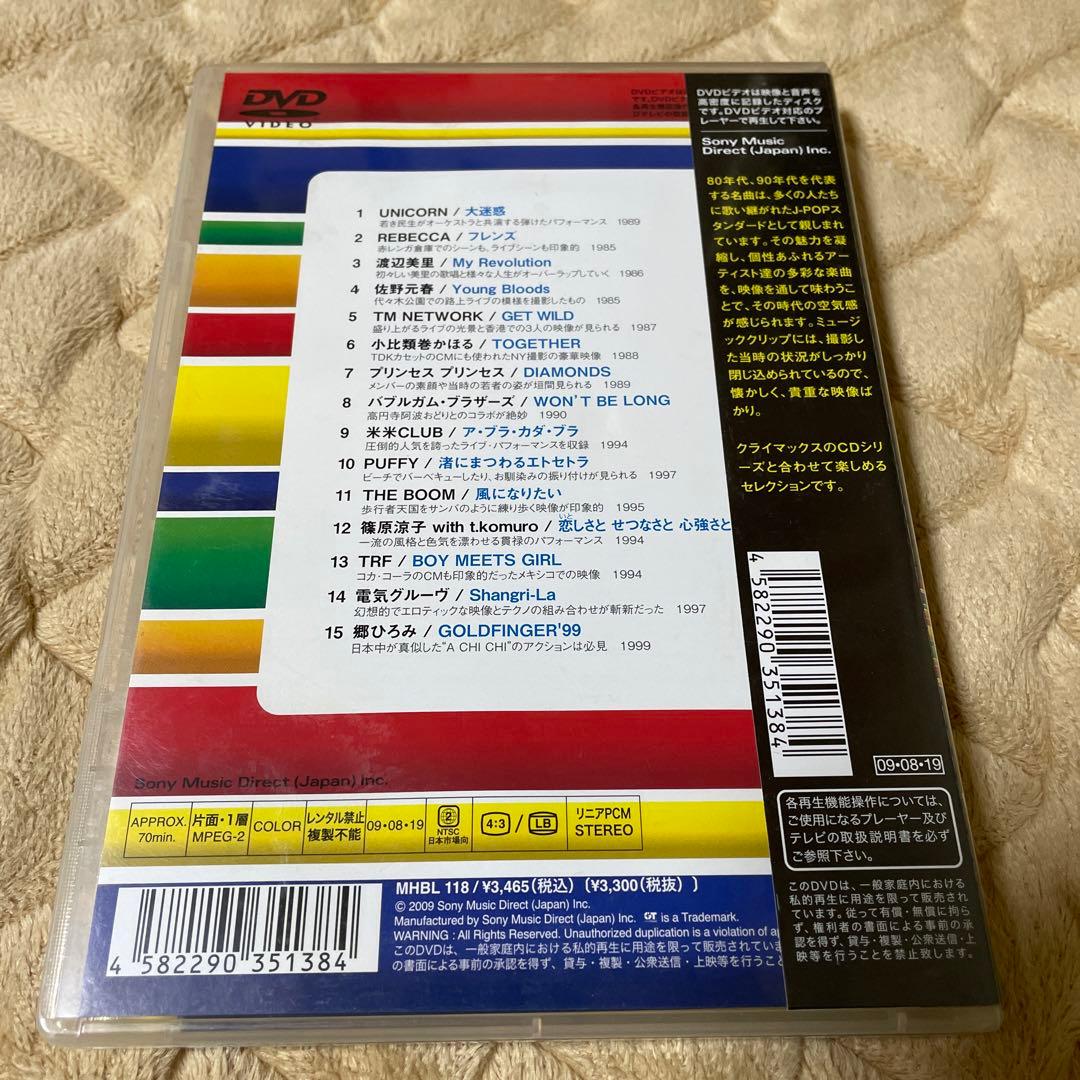 DVD
VIDEO
1 UNICORN / 大迷惑
若き民生がオーケストラと共演する弾けたパフォーマンス 1989
2 REBECCA / フレンズ
赤レンガ倉庫でのシーンも、ライブシーンも印象的 1985
3 渡辺美里 / My Revolution
初々しい美里の歌唱と様々な人生がオーバーラップしていく 1986
4 佐野元春 / Young Bloods
代々木公園での路上ライブの模様を撮影したもの 1985
5 TM NETWORK / GET WILD
盛り上がるライブの光景と香港での3人の映像が見られる 1987
6 小比類巻かほる / TOGETHER
TDKカセットのCMにも使われたNY撮影の豪華映像 1988
7 プリンセス プリンセス / DIAMONDS
メンバーの素顔や当時の若者の姿が垣間見られる 1989
8 バブルガム・ブラザーズ / WON'T BE LONG
高円寺阿波おどりとのコラボが絶妙 1990
9 米米CLUB / ア・ブラ・カダ・ブラ
圧倒的人気を誇ったライブ・パフォーマンスを収録 1994
10 PUFFY / 渚にまつわるエトセトラ
ビーチでバーベキューしたり、お馴染みの振り付けが見られる 1997
11 THE BOOM / 風になりたい
歩行者天国をサンバのように練り歩く映像が印象的 1995
いと
12 篠原涼子 with t.komuro / 恋しさと せつなさと 心強さと
一流の風格と色気を漂わせる貫禄のパフォーマンス 1994
13 TRF / BOY MEETS GIRL
コカ・コーラのCMも印象的だったメキシコでの映像 1994
14 電気グルーヴ / Shangri-La
幻想的でエロティックな映像とテクノの組み合わせが斬新だった 1997
15 郷ひろみ / GOLDFINGER'99
日本中が真似した"A CHI CHI"のアクションは必見 1999
Sony Music Direct (Japan) Inc.
APPROX. 70min.
片面・1層 MPEG-2
COLOR
レンタル禁止 複製不能
09・08・19
2 NTSC 日本市場向
4:3 / LB
リニアPCM STEREO
4 582290 351384
MHBL 118 / ¥3,465(税込) (¥3,300(税抜))
© 2009 Sony Music Direct (Japan) Inc.
Manufactured by Sony Music Direct (Japan) Inc. GT is a Trademark.
WARNING : All Rights Reserved. Unauthorized duplication is a violation of
このDVDは、一般家庭内における私的再生に用途を限って販売されていま
の書面による事前の承認を得ず、貸与・複製・公衆送信・上映等を行うこと
DVDビデオは映像と音声を
高密度に記録したディスク
です。DVDビデオ対応のプ
レーヤーで再生して下さい。
Sony Music
Direct (Japan) Inc.
80年代、90年代を代表
する名曲は、多くの人たち
に歌い継がれたJ-POPス
タンダードとして親しまれ
ています。その魅力を凝
縮し、個性あふれるアー
ティスト達の多彩な楽曲
を、映像を通して味わうこ
とで、その時代の空気感
が感じられます。ミュージ
ッククリップには、撮影し
た当時の状況がしっかり
閉じ込められているので、
懐かしく、貴重な映像ば
かり。
クライマックスのCDシリ
ーズと合わせて楽しめる
セレクションです。
4 582290 351384
09・08・19
各再生機能操作については、
ご使用になるプレーヤー及び
テレビの取扱説明書を必ず
ご参照下さい。
このDVDは、一般家庭内における
私的再生に用途を限って販売され
ています。従って有償・無償に拘ら
ず、権利者の書面による事前の承
認を得ず、貸与・複製・公衆送信・上
映等を行うことを禁止致します。